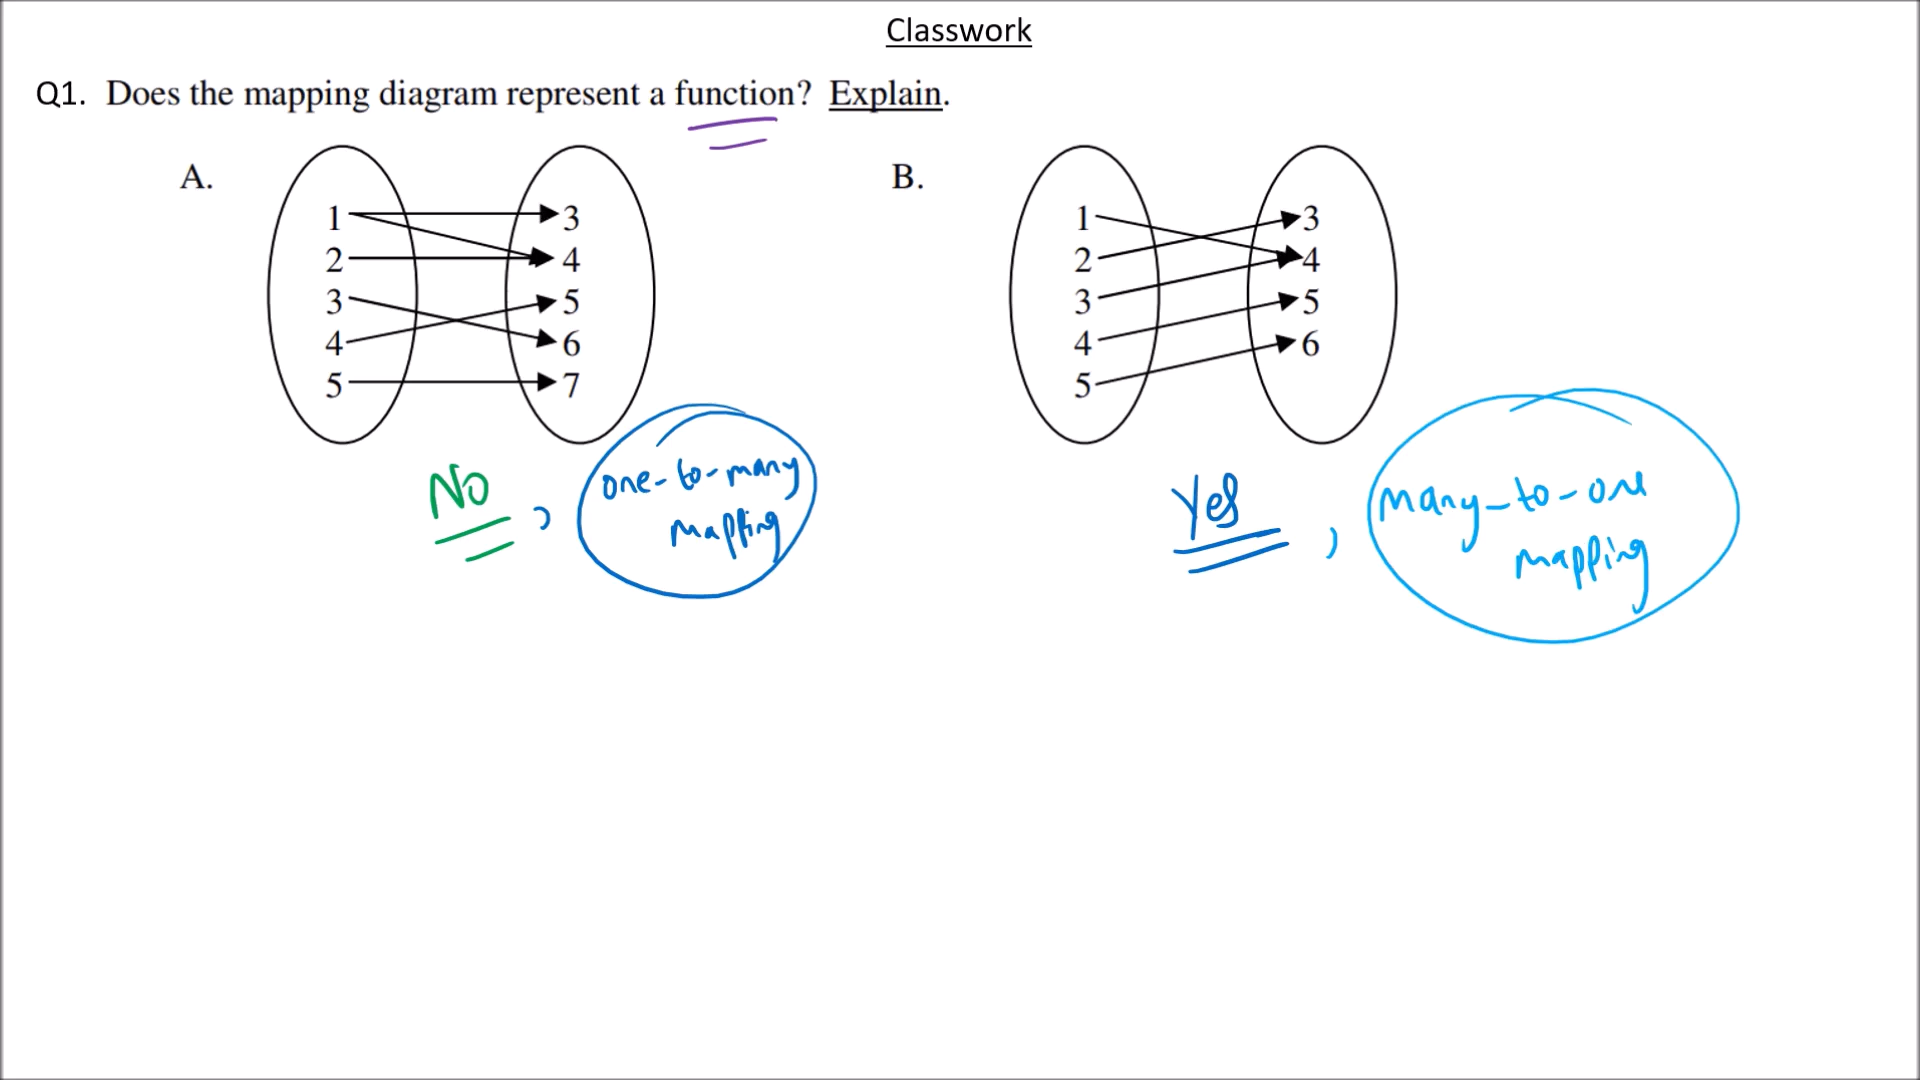 Classwork
Q1. Does the mapping diagram represent a function? Explain.
A.
1
2
3
4
5
3
4
5
6
7
No, one-to-many
mapping
B.
1
2
3
4
5
3
4
5
6
Yes, many-to-one
mapping